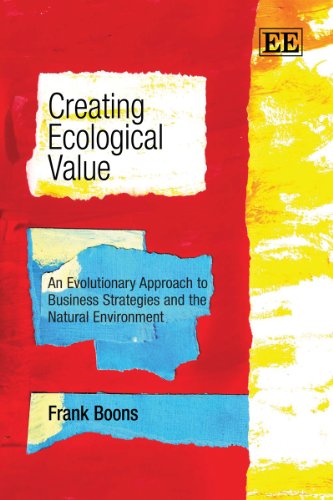 EE
Creating
Ecological
Value
An Evolutionary Approach to
Business Strategies and the
Natural Environment
Frank Boons